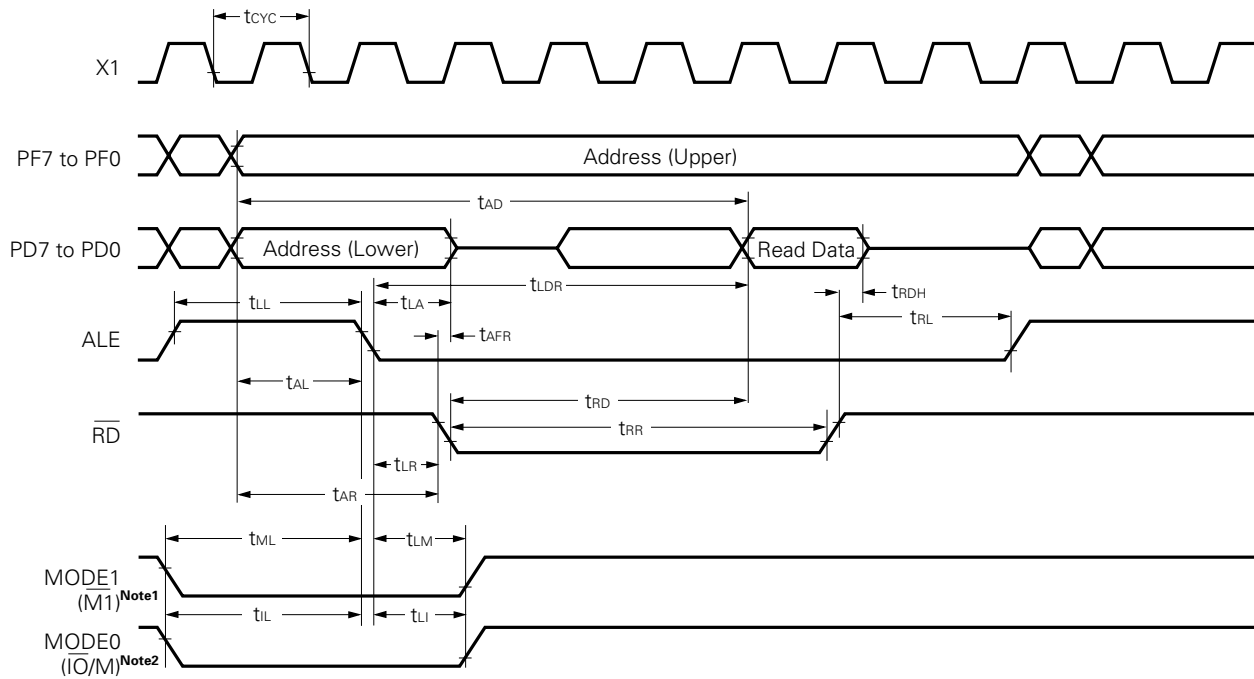 tCYC
X1
PF7 to PF0
Address (Upper)
tAD
PD7 to PD0
Address (Lower)
Read Data
tLDR
tLL
tLA
tRDH
tRL
ALE
tAFR
tAL
tRD
RD
tRR
tLR
tAR
tML
tLM
MODE1
(M1)Note1
tIL
tLI
MODE0
(IO/M)Note2